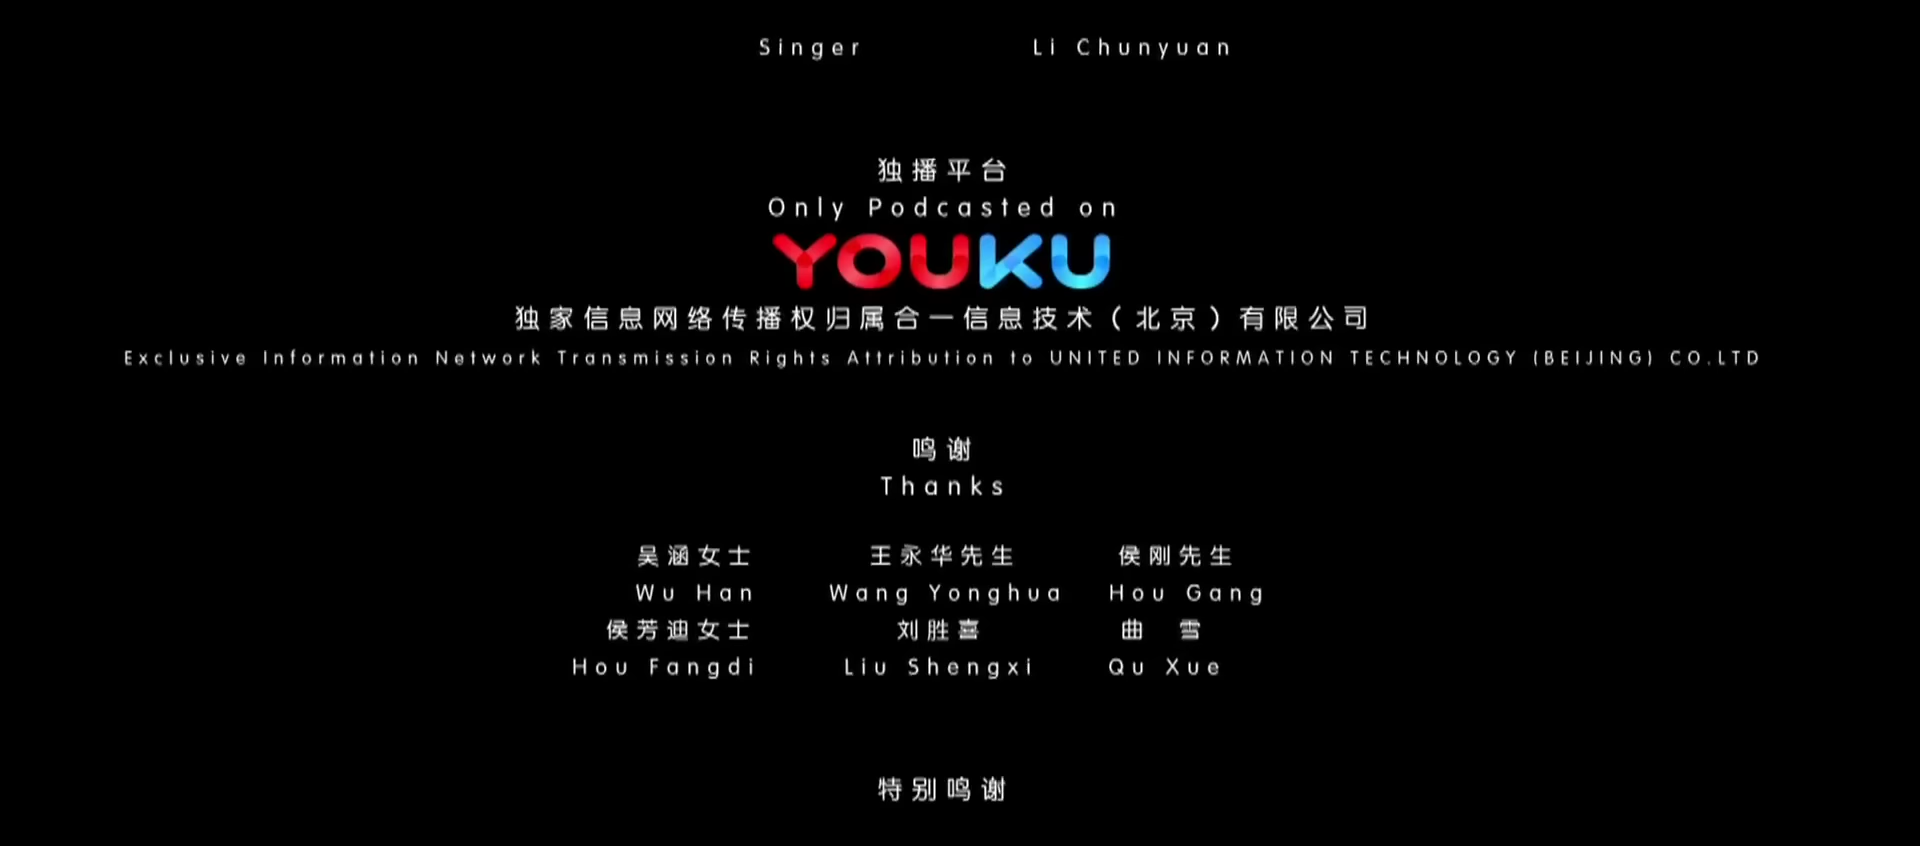 Singer Li Chunyuan
独播平台
Only Podcasted on
YOUKU
独家信息网络传播权归属合一信息技术（北京）有限公司
Exclusive Information Network Transmission Rights Attribution to UNITED INFORMATION TECHNOLOGY (BEIJING) CO.LTD
鸣谢
Thanks
吴涵女士 王永华先生 侯刚先生
Wu Han Wang Yonghua Hou Gang
侯芳迪女士 刘胜喜 曲 雪
Hou Fangdi Liu Shengxi Qu Xue
特别鸣谢